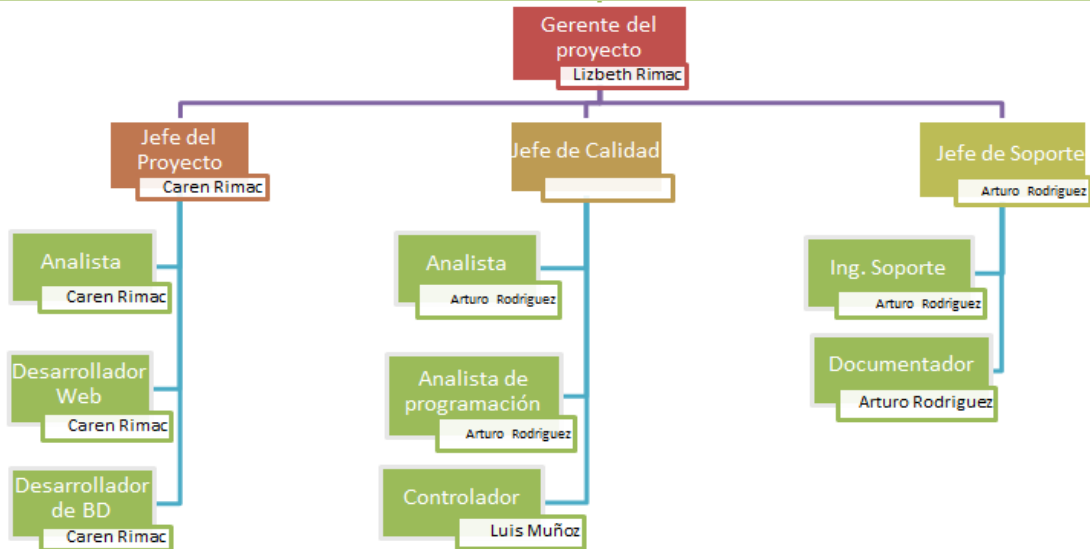 Gerente del
proyecto
Lizbeth Rimac
Jefe del
Proyecto
Caren Rimac
Jefe de Calidad
Jefe de Soporte
Arturo Rodriguez
Analista
Caren Rimac
Desarrollador
Web
Caren Rimac
Desarrollador
de BD
Caren Rimac
Analista
Arturo Rodriguez
Analista de
programación
Arturo Rodriguez
Controlador
Luis Muñoz
Ing. Soporte
Arturo Rodriguez
Documentador
Arturo Rodriguez